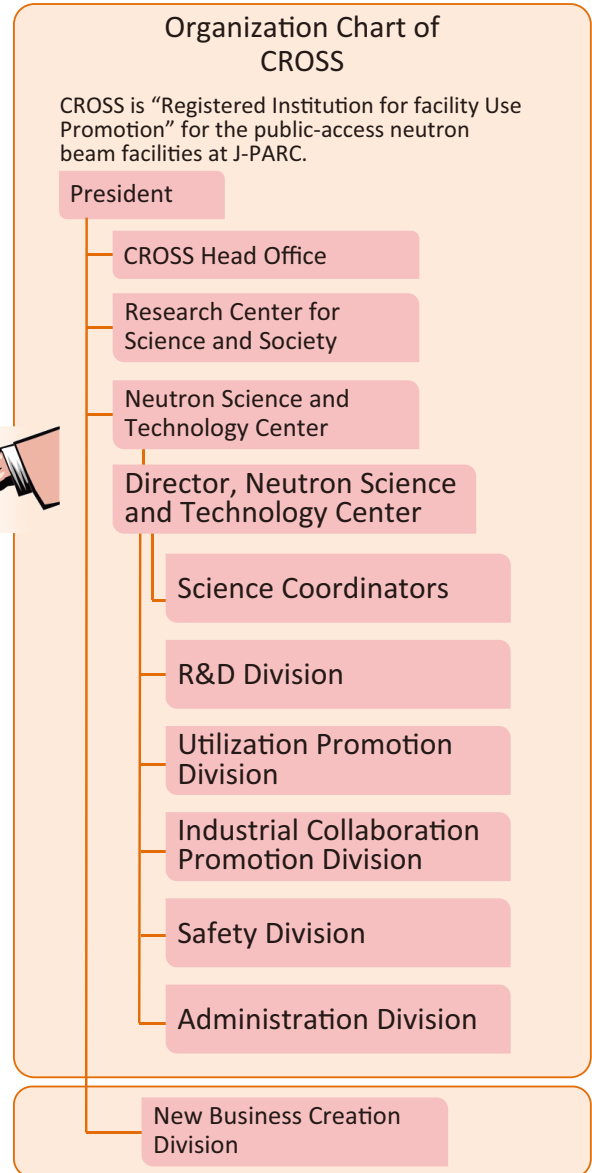 Organization Chart of
CROSS
CROSS is “Registered Institution for facility Use
Promotion” for the public-access neutron
beam facilities at J-PARC.
President
CROSS Head Office
Research Center for
Science and Society
Neutron Science and
Technology Center
Director, Neutron Science
and Technology Center
Science Coordinators
R&D Division
Utilization Promotion
Division
Industrial Collaboration
Promotion Division
Safety Division
Administration Division
New Business Creation
Division